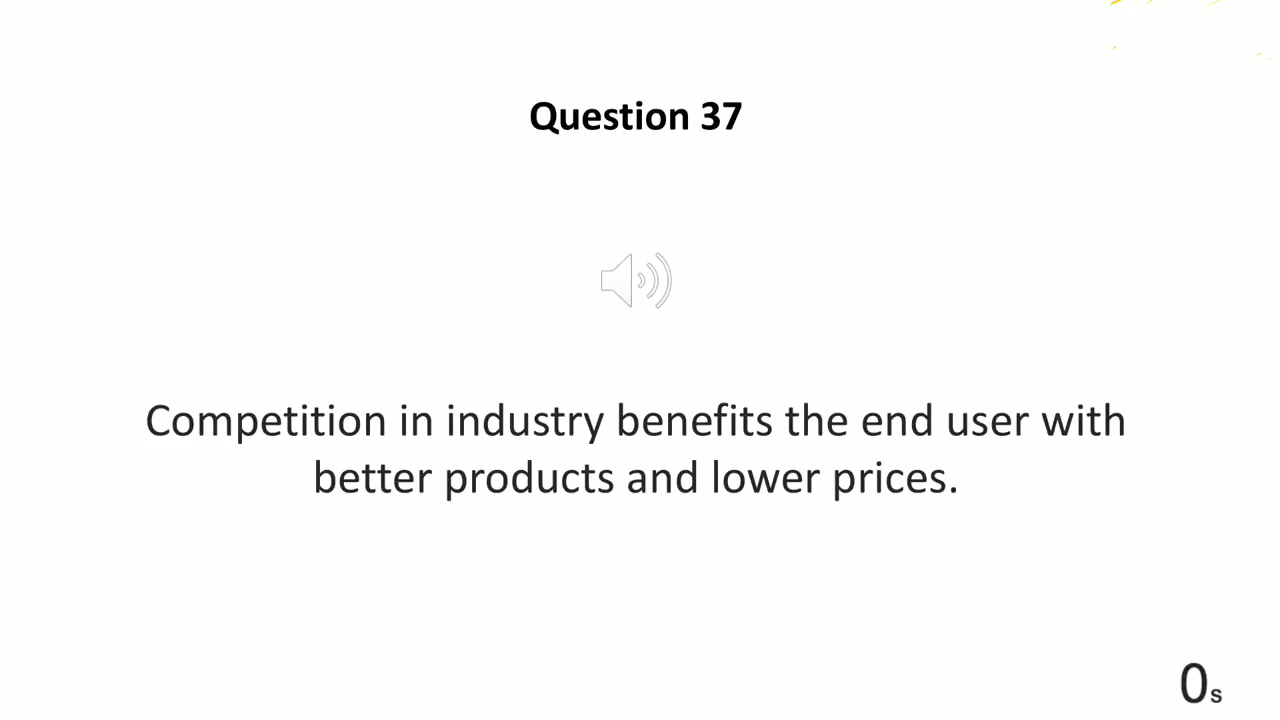 Question 37
Competition in industry benefits the end user with
better products and lower prices.
0s